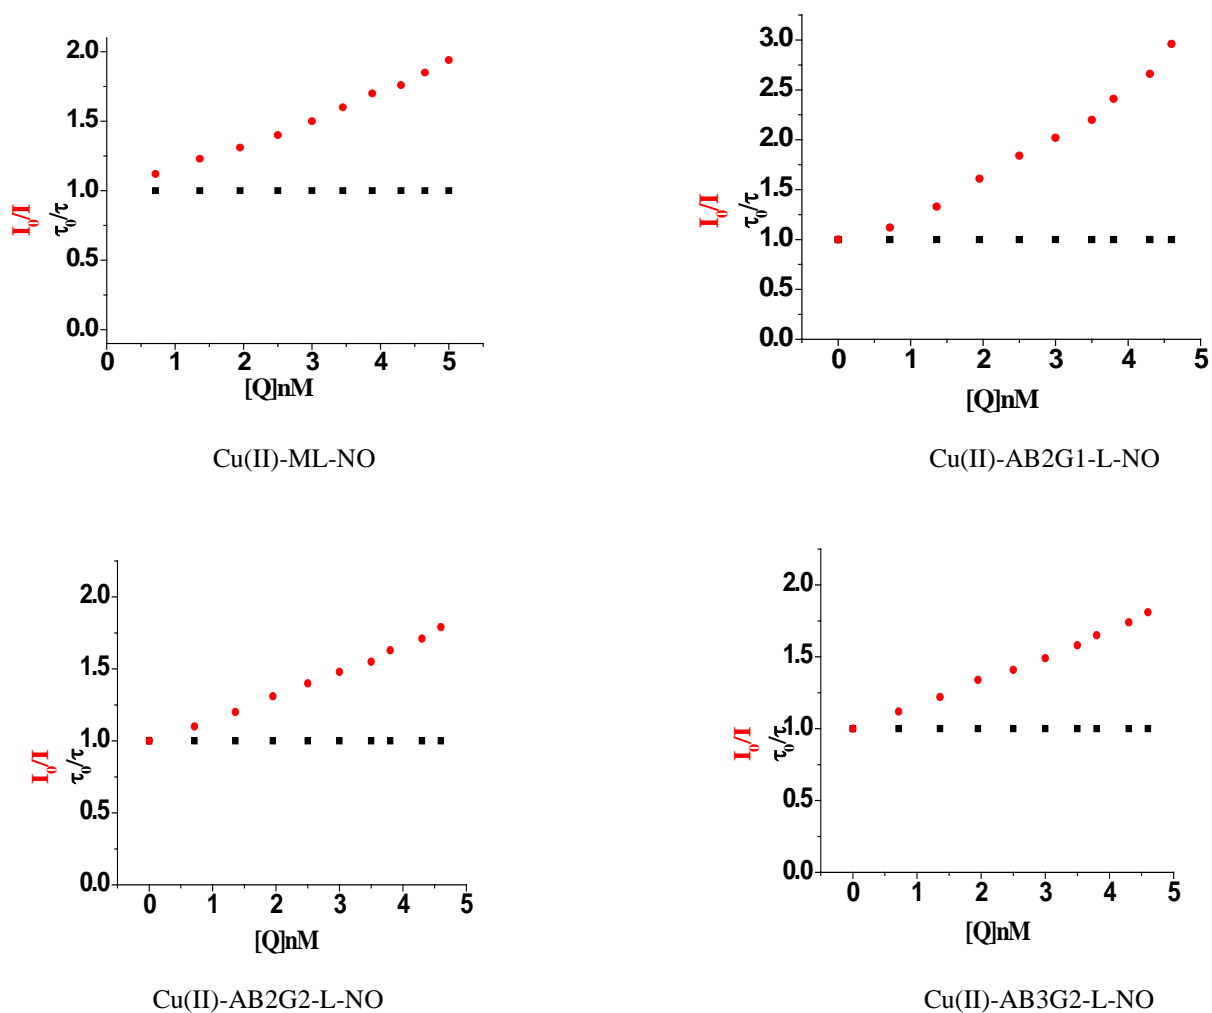 2.0
1.5
1.0
0.5
0.0
I₀/I
τ₀/τ
0 1 2 3 4 5
[Q]nM
Cu(II)-ML-NO
3.0
2.5
2.0
1.5
1.0
0.5
0.0
I₀/I
τ₀/τ
0 1 2 3 4 5
[Q]nM
Cu(II)-AB2G1-L-NO
2.0
1.5
1.0
0.5
0.0
I₀/I
τ₀/τ
0 1 2 3 4 5
[Q]nM
Cu(II)-AB2G2-L-NO
2.0
1.5
1.0
0.5
0.0
I₀/I
τ₀/τ
0 1 2 3 4 5
[Q]nM
Cu(II)-AB3G2-L-NO